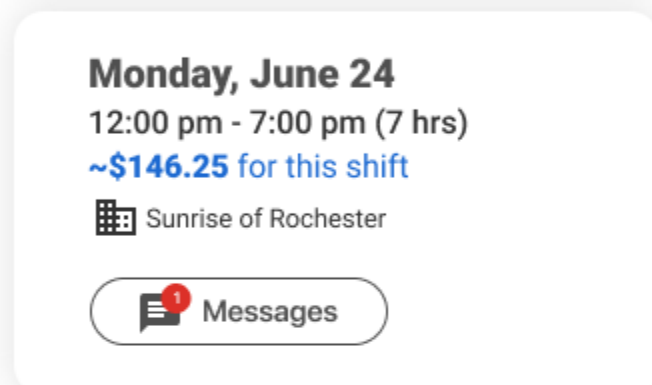 Monday, June 24
12:00 pm - 7:00 pm (7 hrs)
~$146.25 for this shift
Sunrise of Rochester
1
Messages